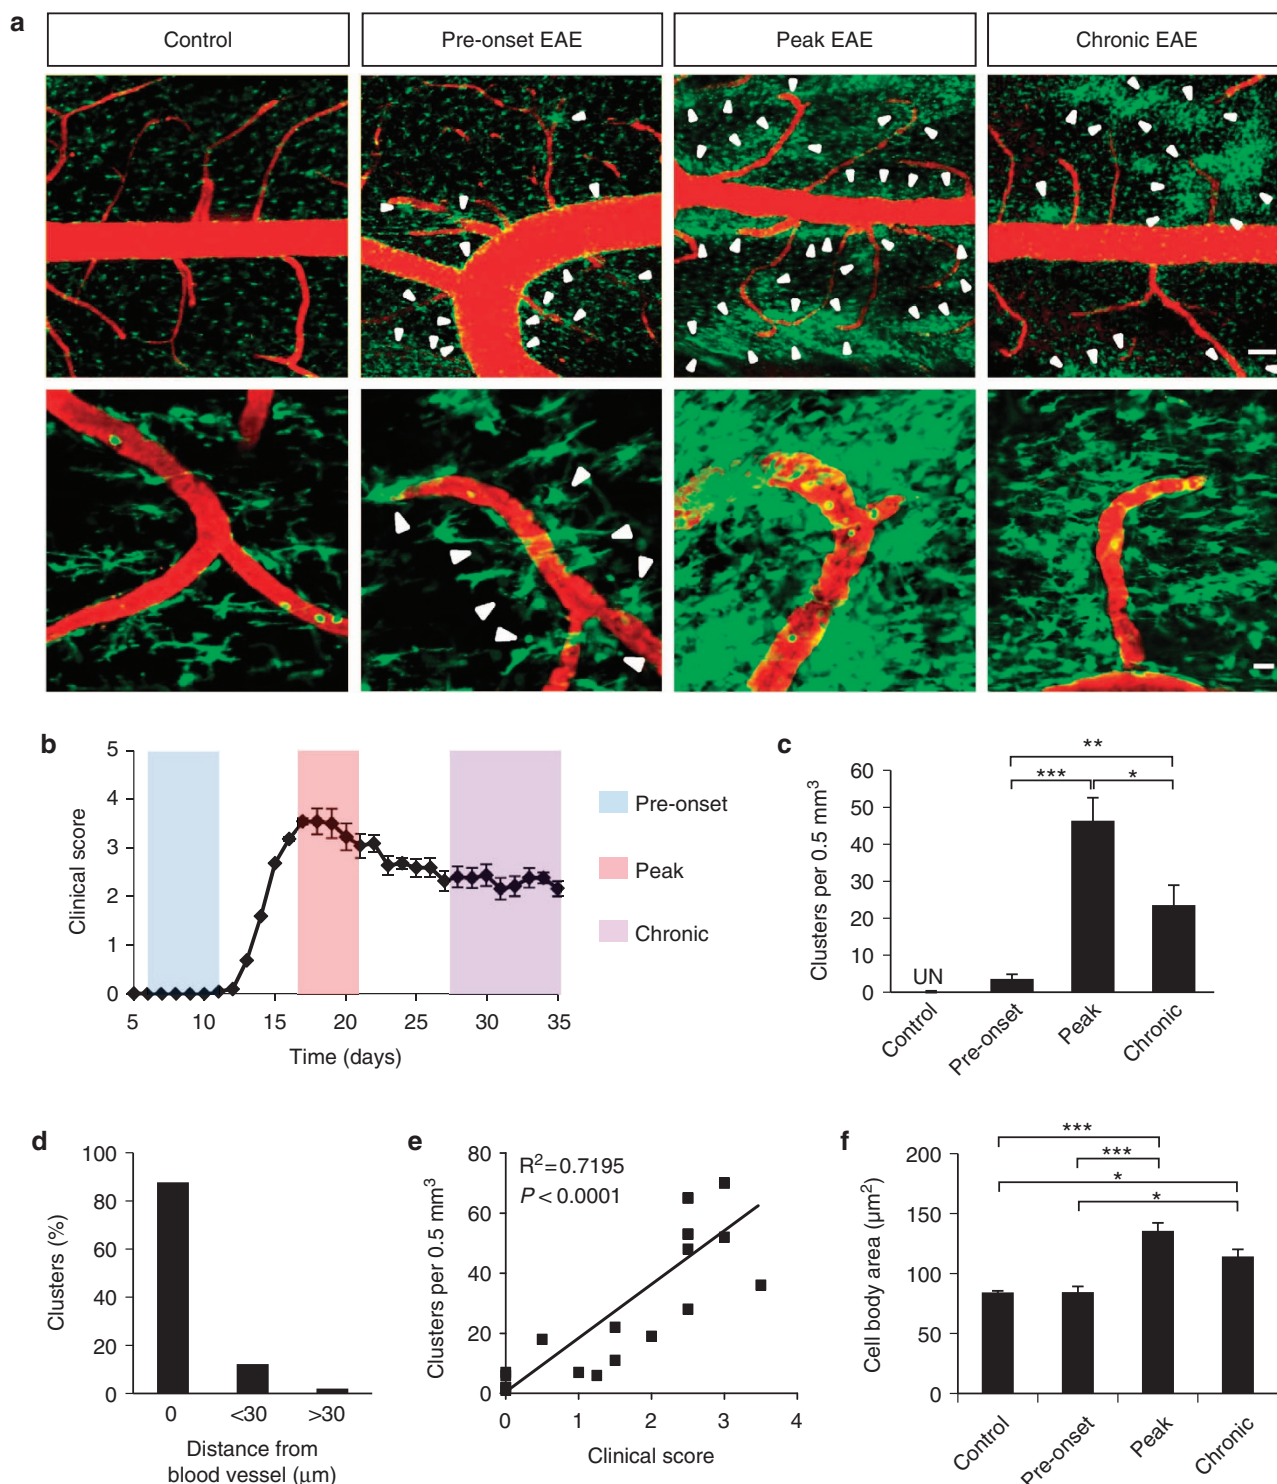 a
Control
Pre-onset EAE
Peak EAE
Chronic EAE
b
5
4
3
2
1
0
Clinical score
5
10
15
20
25
30
35
Time (days)
Pre-onset
Peak
Chronic
c
60
50
40
30
20
10
0
Clusters per 0.5 mm³
**
***
*
UN
Control
Pre-onset
Peak
Chronic
d
100
80
60
40
20
0
Clusters (%)
0
<30
>30
Distance from
blood vessel (µm)
e
80
60
40
20
0
Clusters per 0.5 mm³
R²=0.7195
P<0.0001
0
1
2
3
4
Clinical score
f
200
150
100
50
0
Cell body area (µm²)
***
***
*
*
Control
Pre-onset
Peak
Chronic